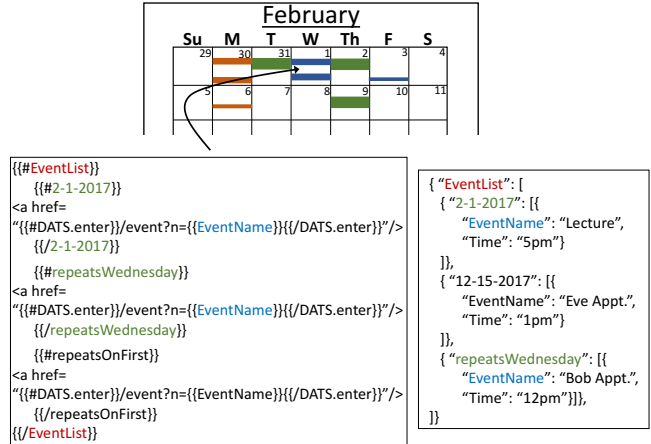 February
Su M T W Th F S
29 30 31 1 2 3 4
5 6 7 8 9 10 11
{{#EventList}}
{{#2-1-2017}}
<a href=
“{{#DATS.enter}}/event?n={{EventName}}{{/DATS.enter}}”/>
{{/2-1-2017}}
{{#repeatsWednesday}}
<a href=
“{{#DATS.enter}}/event?n={{EventName}}{{/DATS.enter}}”/>
{{/repeatsWednesday}}
{{#repeatsOnFirst}}
<a href=
“{{#DATS.enter}}/event?n={{EventName}}{{/DATS.enter}}”/>
{{/repeatsOnFirst}}
{{/EventList}}
{ “EventList”: [
{ “2-1-2017”: [{
“EventName”: “Lecture”,
“Time”: “5pm”}
]},
{ “12-15-2017”: [{
“EventName”: “Eve Appt.”,
“Time”: “1pm”}
]},
{ “repeatsWednesday”: [{
“EventName”: “Bob Appt.”,
“Time”: “12pm”}]},
]}